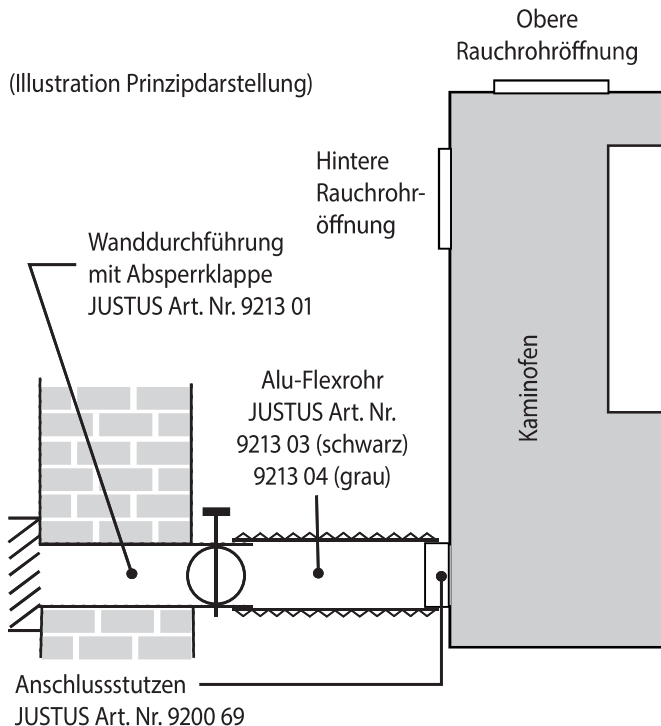 Obere
Rauchrohröffnung
(Illustration Prinzipdarstellung)
Hintere
Rauchrohr-
öffnung
Wanddurchführung
mit Absperrklappe
JUSTUS Art. Nr. 9213 01
Kaminofen
Alu-Flexrohr
JUSTUS Art. Nr.
9213 03 (schwarz)
9213 04 (grau)
Anschlussstutzen
JUSTUS Art. Nr. 9200 69